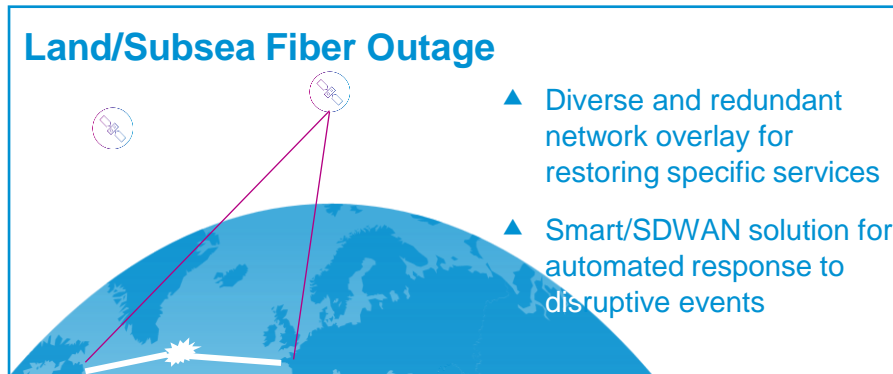 Land/Subsea Fiber Outage
▲ Diverse and redundant
network overlay for
restoring specific services
▲ Smart/SDWAN solution for
automated response to
disruptive events